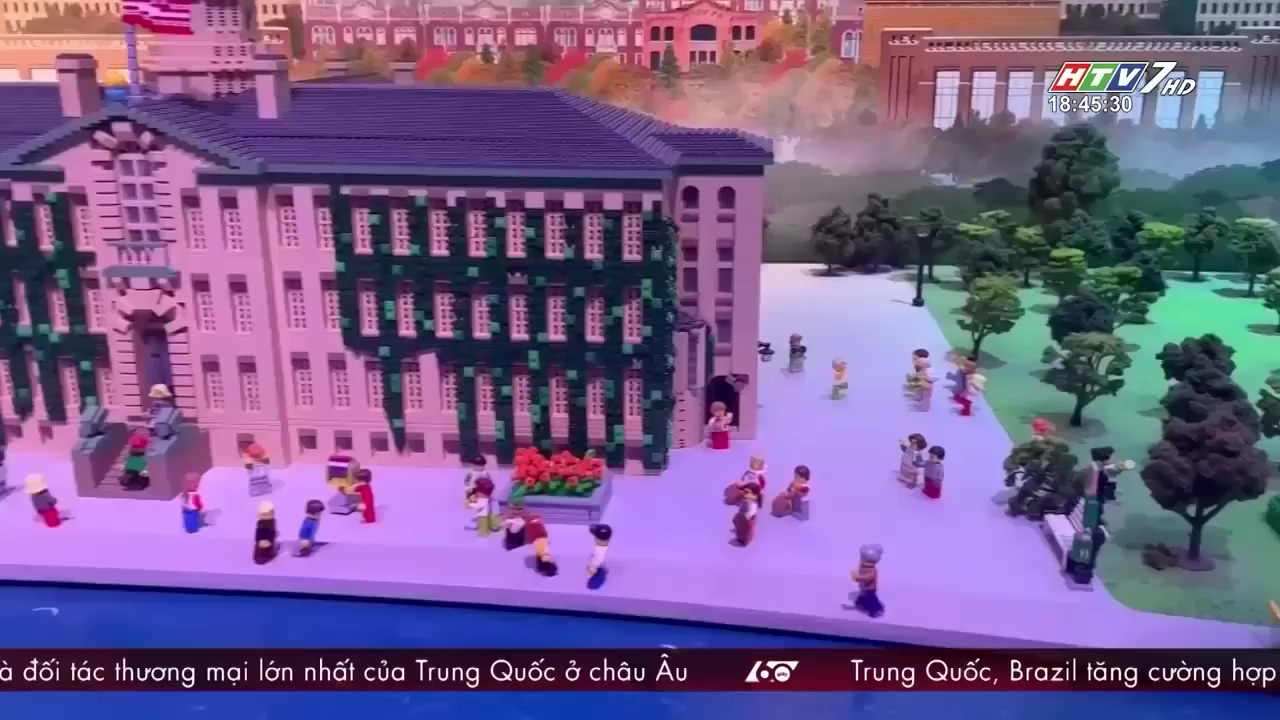 HTV7HD
18:45:30
à đối tác thương mại lớn nhất của Trung Quốc ở châu Âu 60 Trung Quốc, Brazil tăng cường hợp